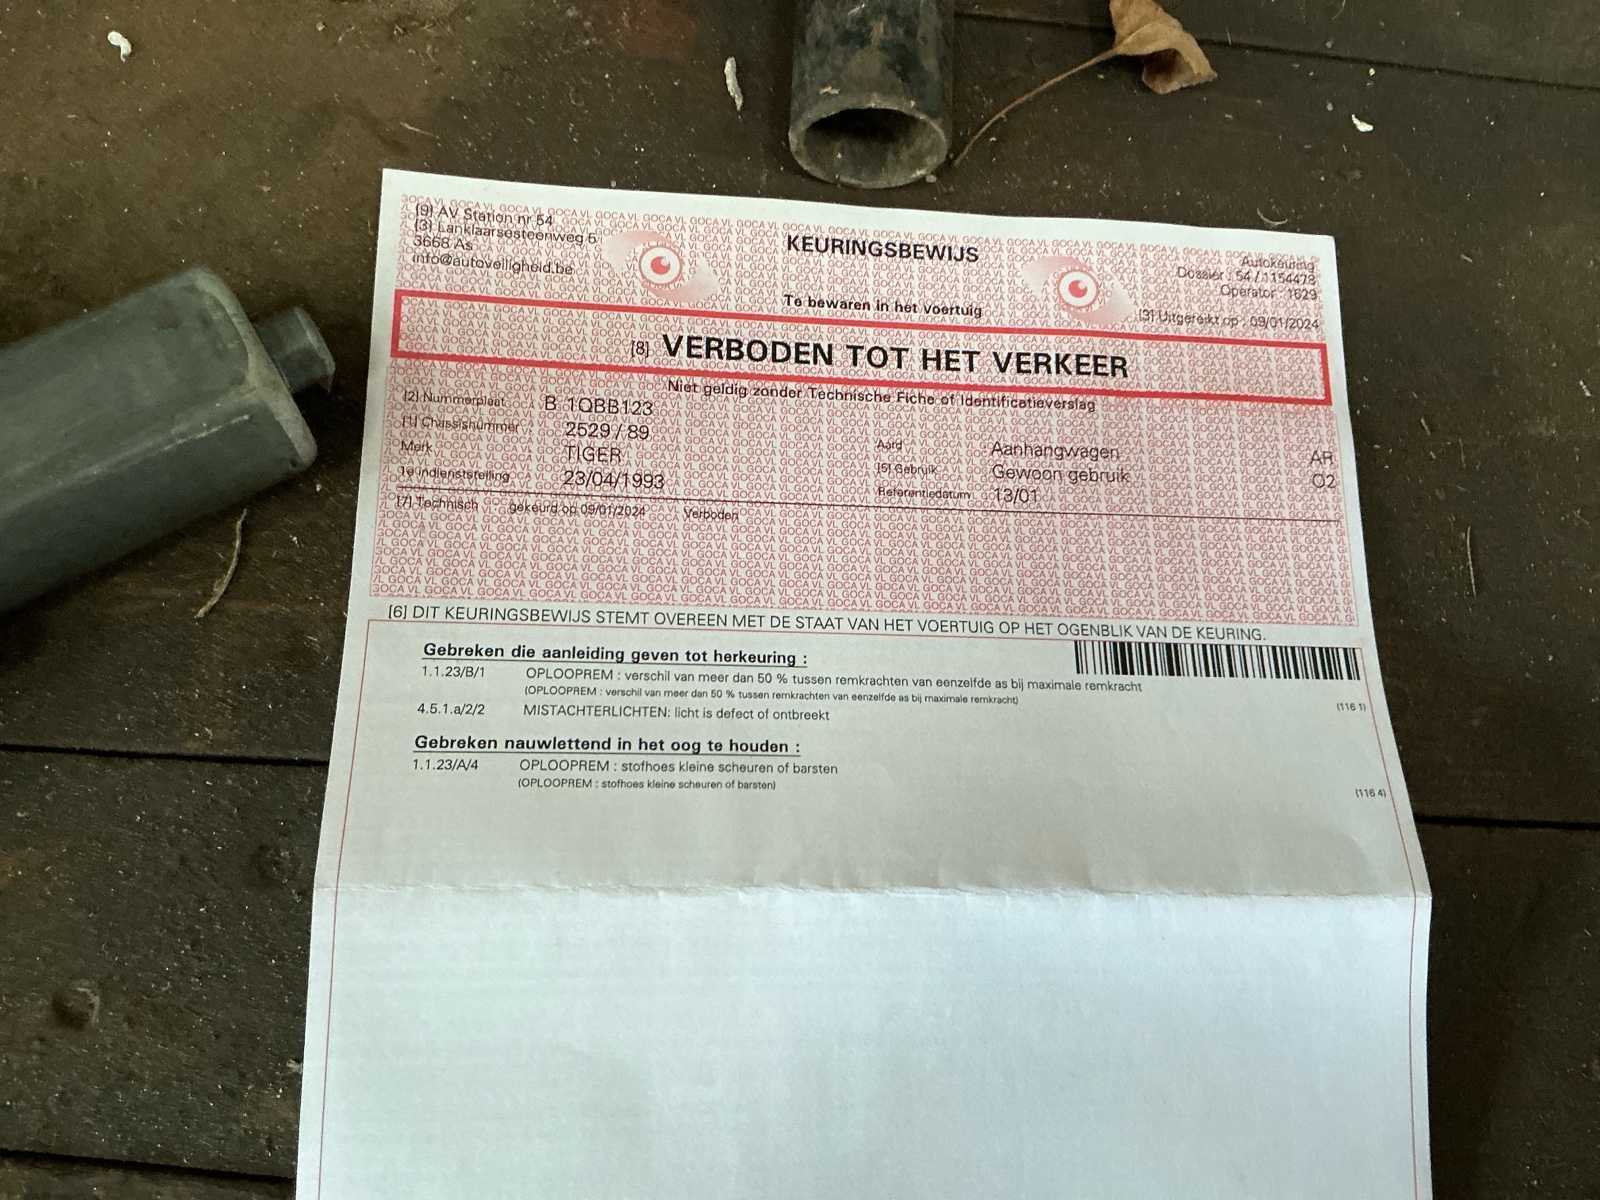 [9] AV Station nr 54
[3] Lanklaarsesteenweg 5
3668 As
info@autoveiligheid.be
KEURINGSBEWIJS
Te bewaren in het voertuig
Autokeuring
Dossier : 54 / 1154478
Operator : 1629
[3] Uitgereikt op : 09/01/2024
[8] VERBODEN TOT HET VERKEER
Niet geldig zonder Technische Fiche of Identificatieverslag
[2] Nummerplaat B 1QBB123
[1] Chassisnummer 2529 / 89
Merk TIGER
1e indienststelling 23/04/1993
Aard Aanhangwagen AR
[5] Gebruik Gewoon gebruik O2
Referentiedatum 13/01
[7] Technisch gekeurd op 09/01/2024 Verboden
[6] DIT KEURINGSBEWIJS STEMT OVEREEN MET DE STAAT VAN HET VOERTUIG OP HET OGENBLIK VAN DE KEURING.
Gebreken die aanleiding geven tot herkeuring :
1.1.23/B/1 OPLOOPREM : verschil van meer dan 50 % tussen remkrachten van eenzelfde as bij maximale remkracht
(OPLOOPREM : verschil van meer dan 50 % tussen remkrachten van eenzelfde as bij maximale remkracht) (116 1)
4.5.1.a/2/2 MISTACHTERLICHTEN: licht is defect of ontbreekt
Gebreken nauwlettend in het oog te houden :
1.1.23/A/4 OPLOOPREM : stofhoes kleine scheuren of barsten
(OPLOOPREM : stofhoes kleine scheuren of barsten) (116 4)